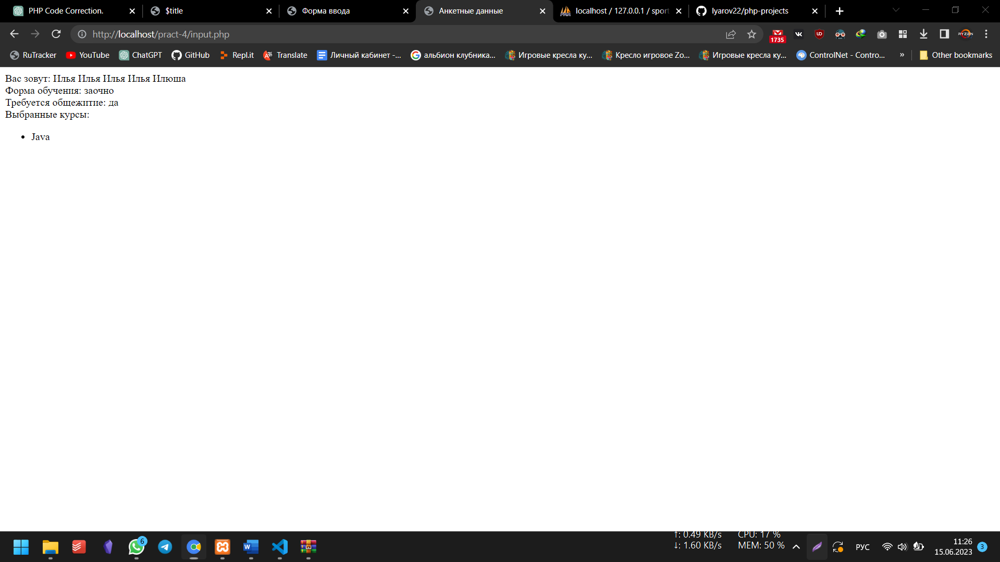 PHP Code Correction.
$title
Форма ввода
Анкетные данные
localhost / 127.0.0.1 / sport
lyarov22/php-projects
http://localhost/pract-4/input.php
1735
RYZEN
RuTracker
YouTube
ChatGPT
GitHub
Repl.it
Translate
Личный кабинет -...
альбион клубника...
Игровые кресла ку...
Кресло игровое Zo...
Игровые кресла ку...
ControlNet - Contro...
»
Other bookmarks
Вас зовут: Илья Илья Илья Илья Илюша
Форма обучения: заочно
Требуется общежитие: да
Выбранные курсы:
• Java
6
↑: 0.49 KB/s CPU: 17 %
↓: 1.60 KB/s MEM: 50 %
РУС
11:26
15.06.2023
3